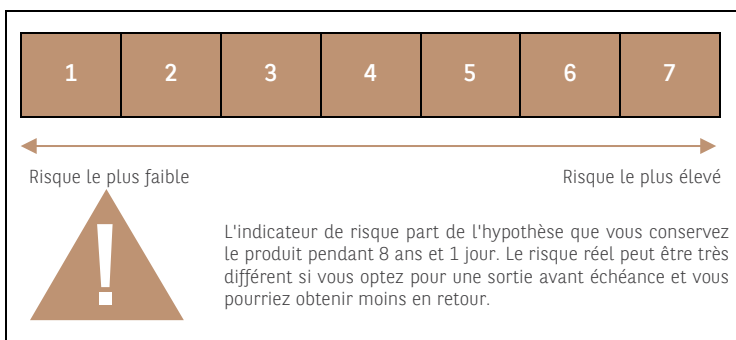 1 2 3 4 5 6 7
Risque le plus faible Risque le plus élevé
!
L'indicateur de risque part de l'hypothèse que vous conservez
le produit pendant 8 ans et 1 jour. Le risque réel peut être très
différent si vous optez pour une sortie avant échéance et vous
pourriez obtenir moins en retour.